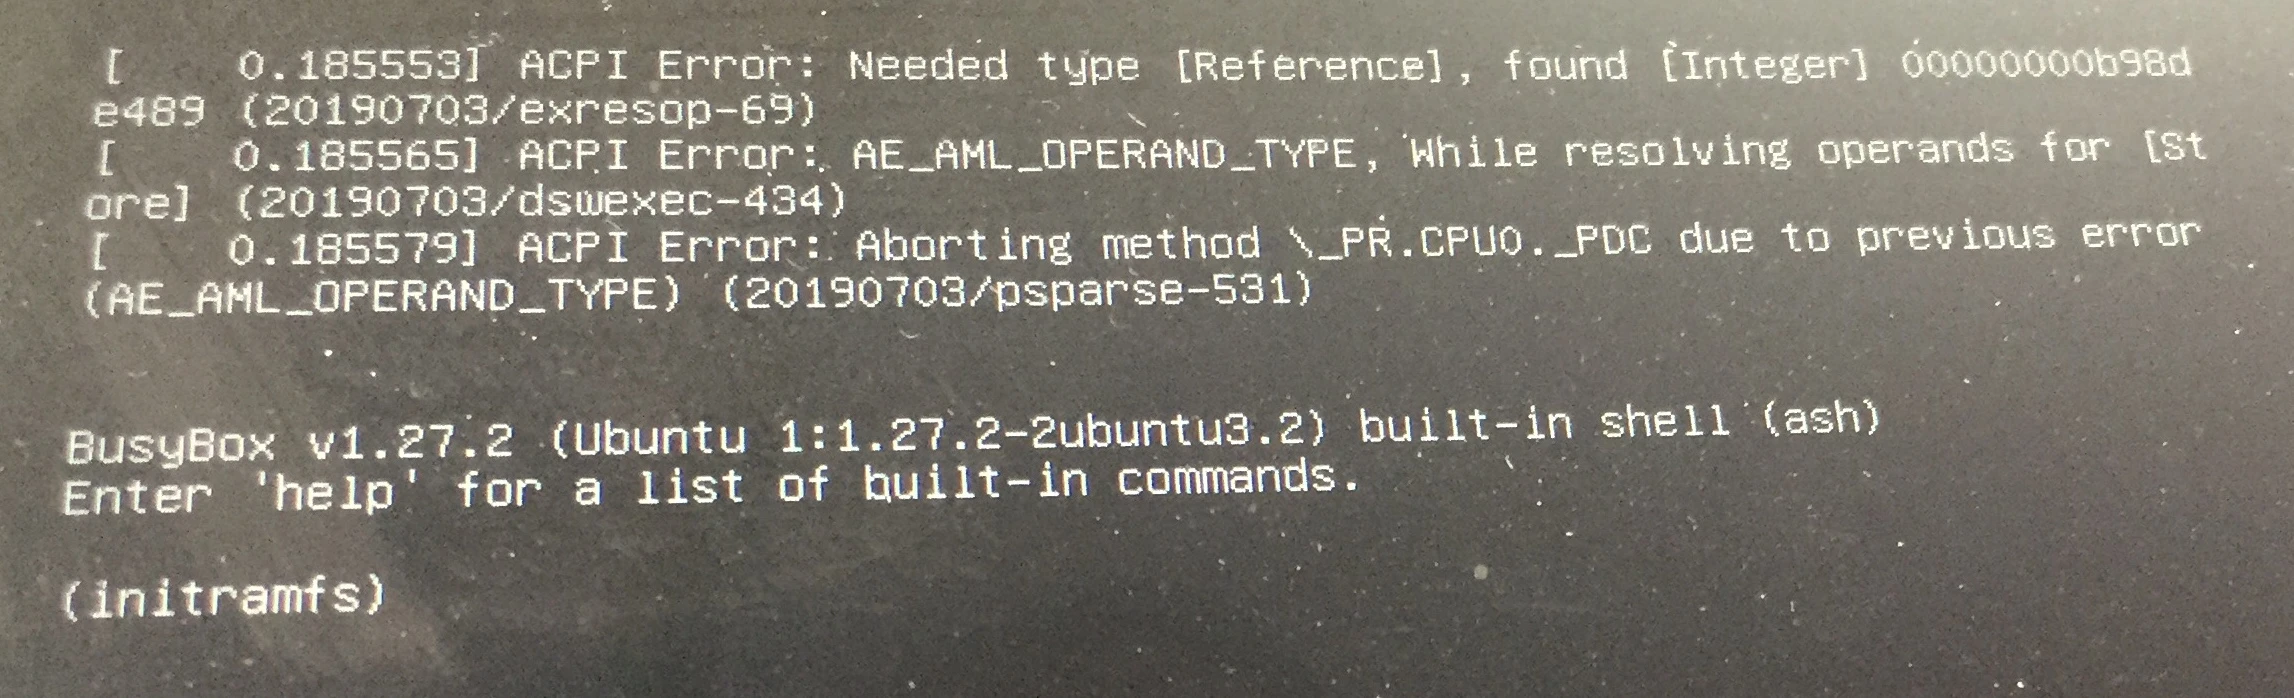 [    0.185553] ACPI Error: Needed type [Reference], found [Integer] 00000000b98d
e489 (20190703/exresop-69)
[    0.185565] ACPI Error: AE_AML_OPERAND_TYPE, While resolving operands for [St
ore] (20190703/dswexec-434)
[    0.185579] ACPI Error: Aborting method \_PR.CPU0._PDC due to previous error
(AE_AML_OPERAND_TYPE) (20190703/psparse-531)
BusyBox v1.27.2 (Ubuntu 1:1.27.2-2ubuntu3.2) built-in shell (ash)
Enter 'help' for a list of built-in commands.
(initramfs)